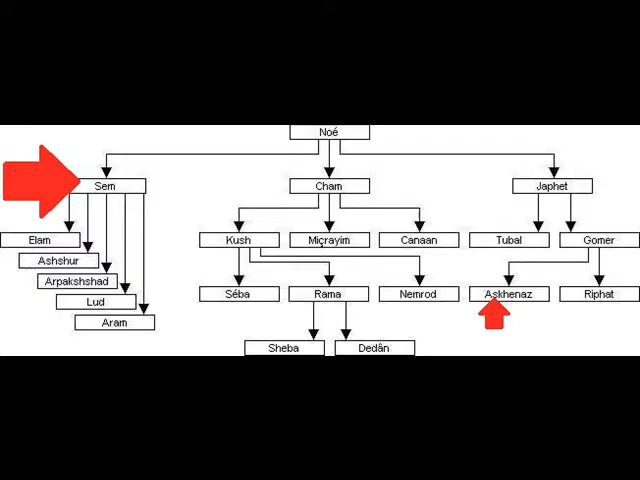 Noé
Sem
Cham
Japhet
Elam
Kush
Miçrayim
Canaan
Tubal
Gomer
Ashshur
Arpakshshad
Lud
Aram
Séba
Rama
Nemrod
Askhenaz
Riphat
Sheba
Dedân